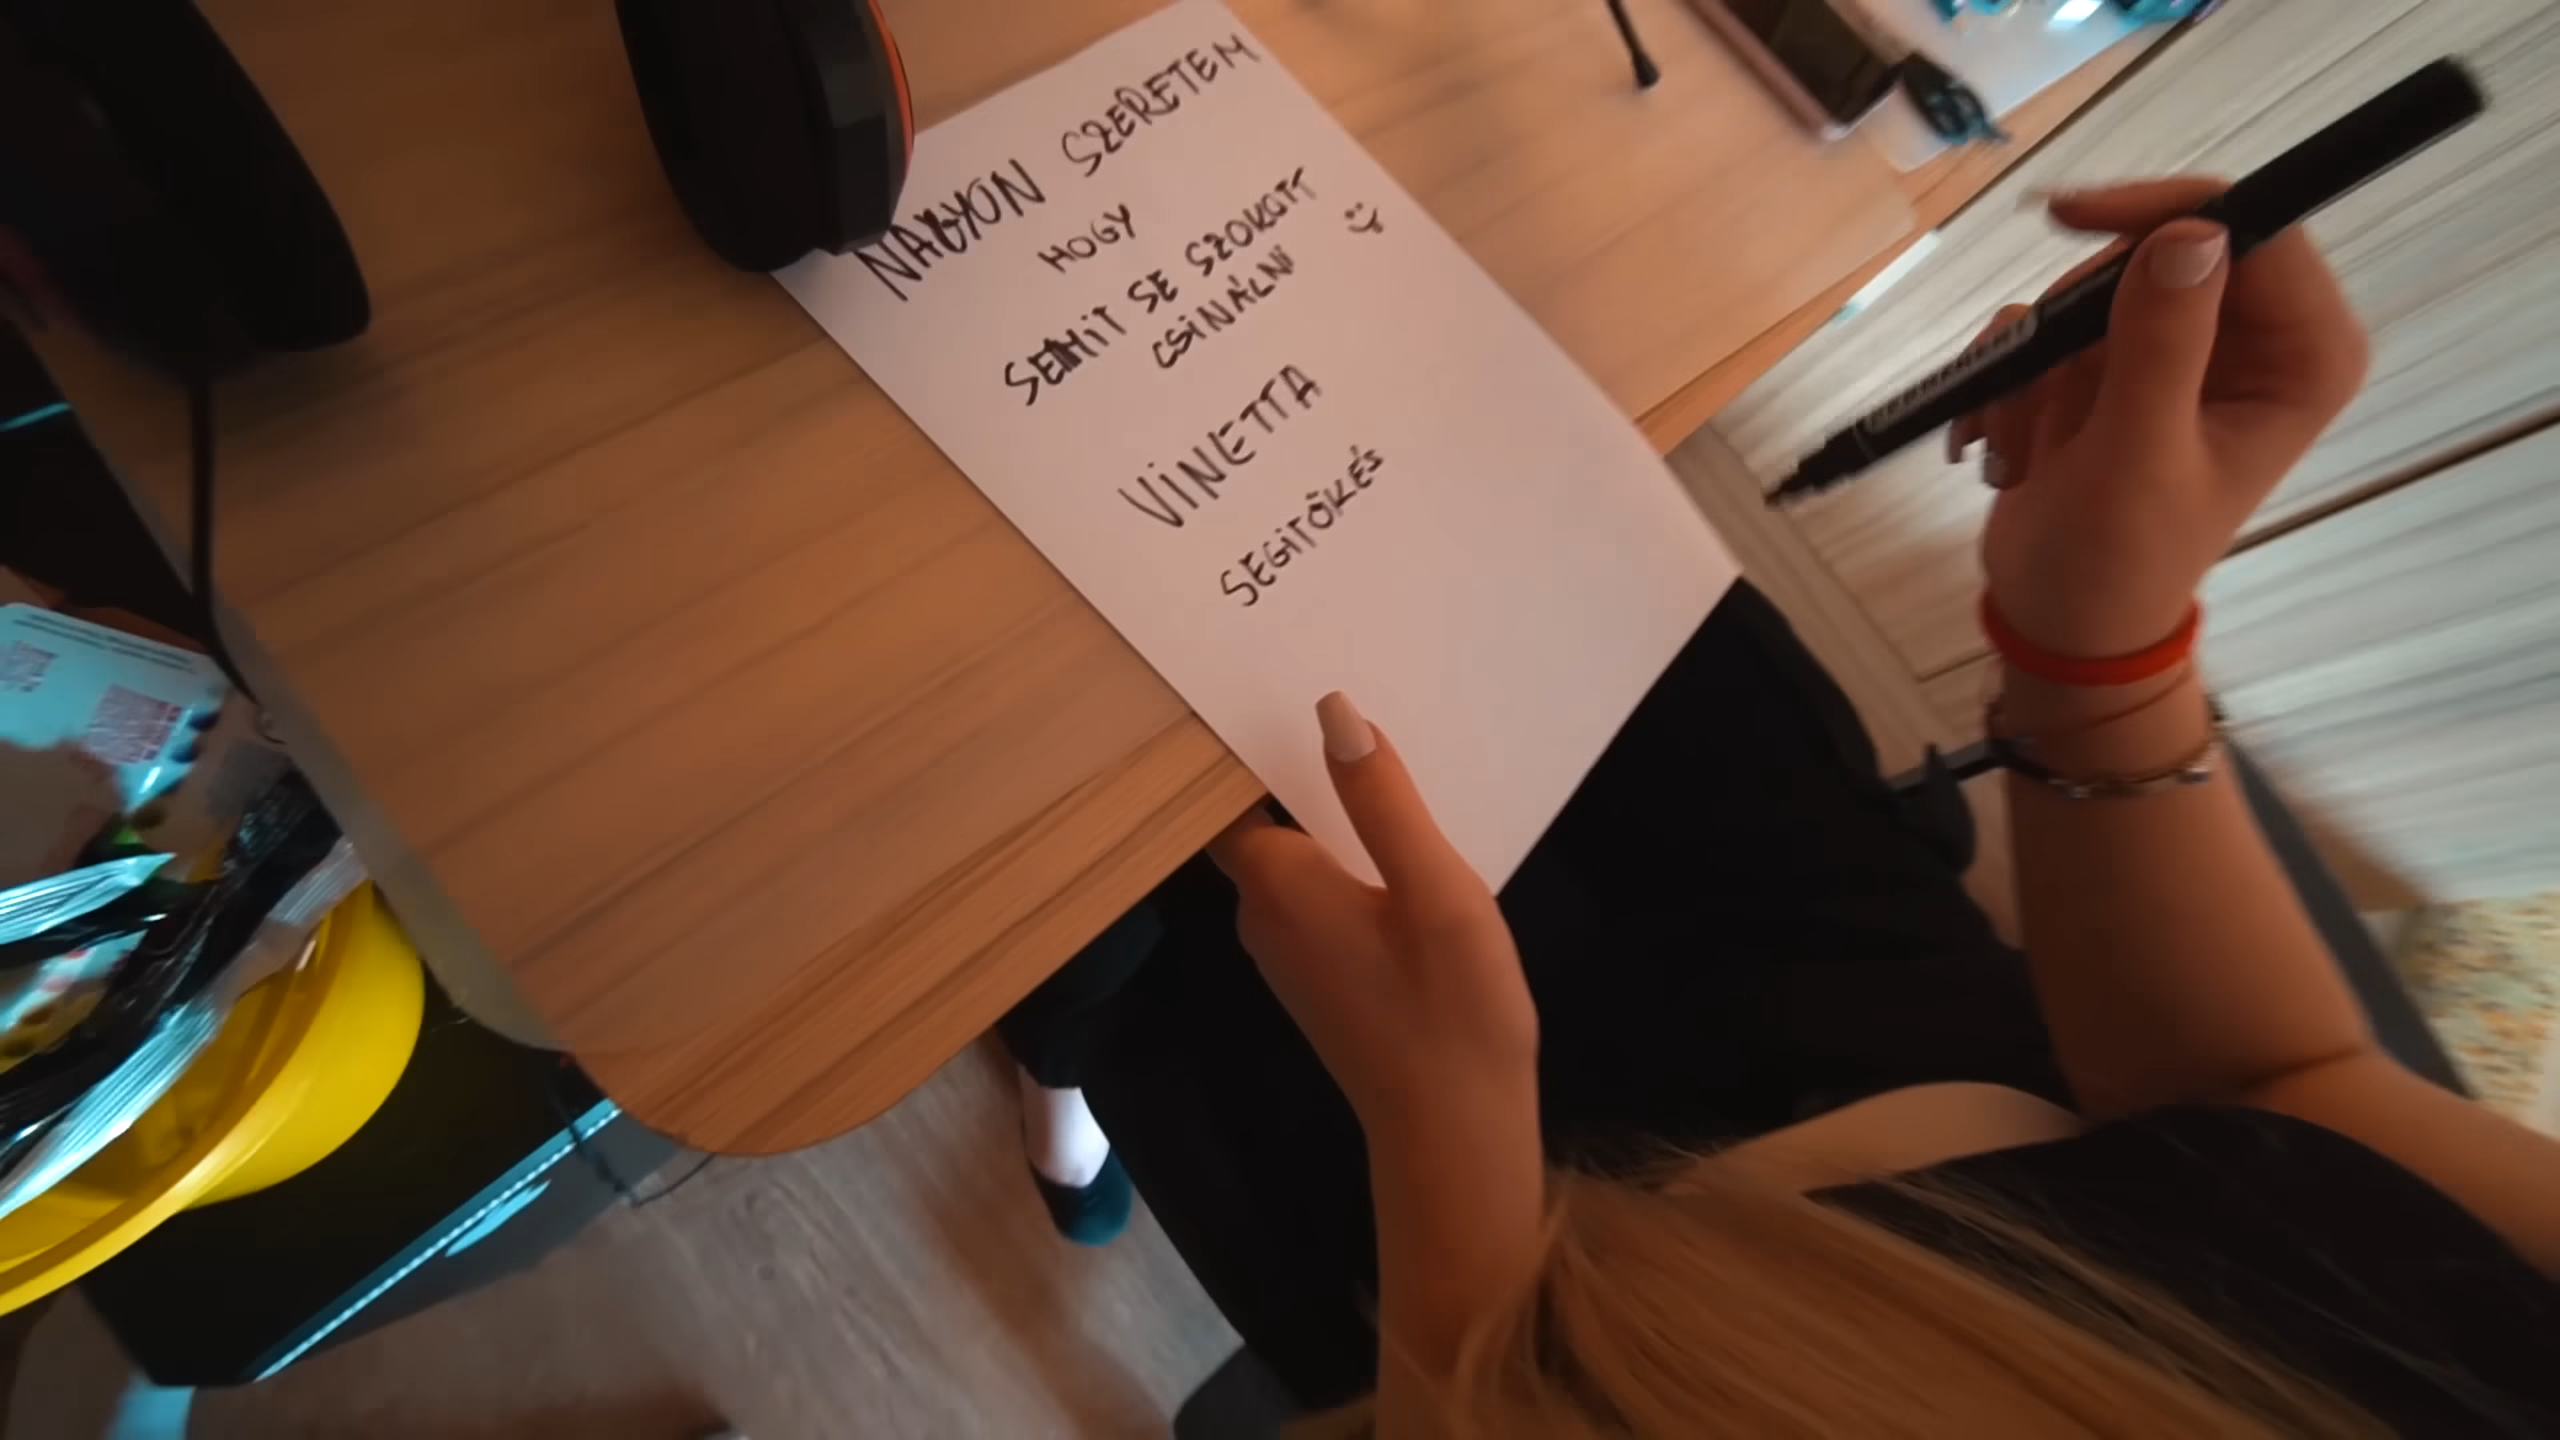 NAGYON SZERETEM
HOGY
SEMMIT SE SZOKOTT
CSINÁLNI :)
VINETTA
SEGITŐKÉS